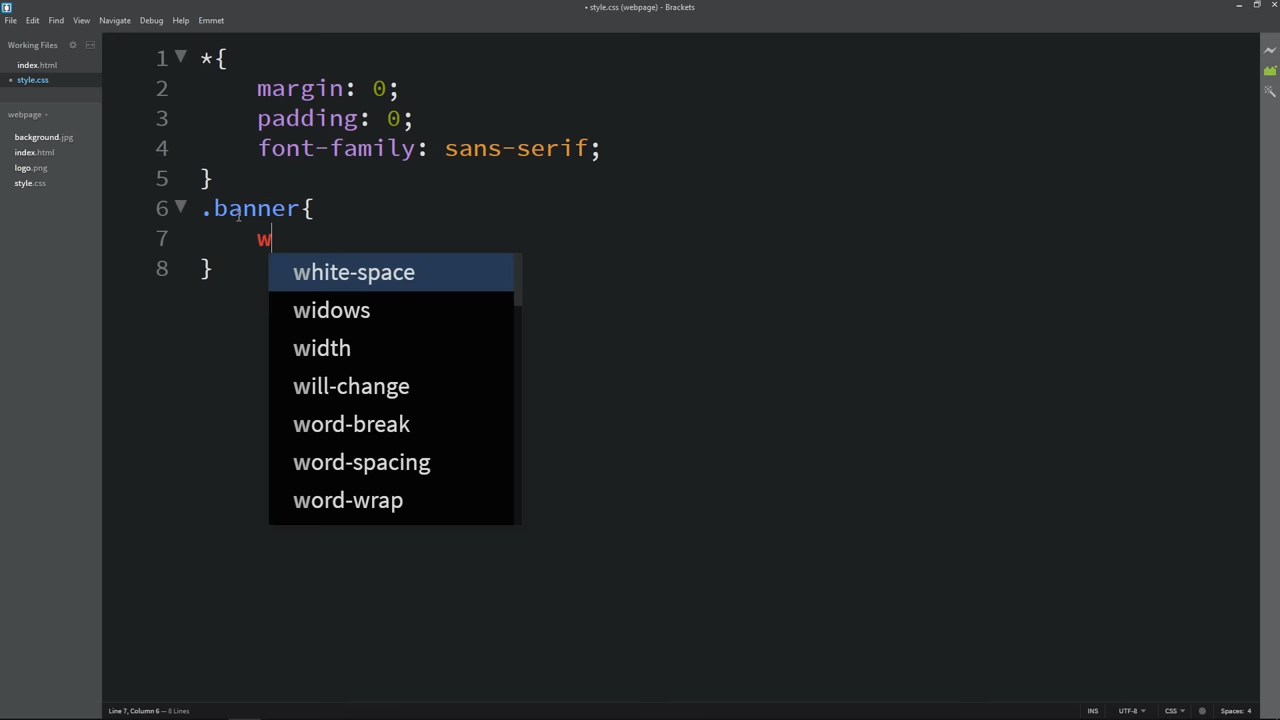 • style.css (webpage) - Brackets
File Edit Find View Navigate Debug Help Emmet
Working Files
index.html
• style.css
webpage
background.jpg
index.html
logo.png
style.css
1 *{
2 margin: 0;
3 padding: 0;
4 font-family: sans-serif;
5 }
6 .banner{
7 w
8 }
white-space
widows
width
will-change
word-break
word-spacing
word-wrap
Line 7, Column 6 — 8 Lines
INS UTF-8 CSS Spaces: 4